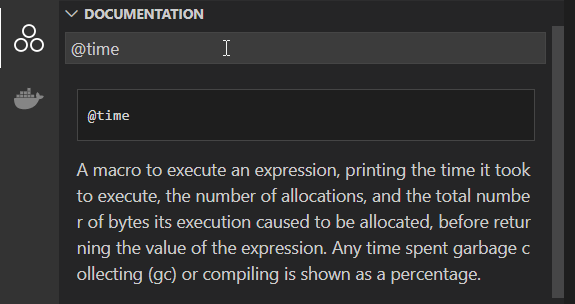 DOCUMENTATION
@time
@time
A macro to execute an expression, printing the time it took
to execute, the number of allocations, and the total numbe
r of bytes its execution caused to be allocated, before retur
ning the value of the expression. Any time spent garbage c
ollecting (gc) or compiling is shown as a percentage.